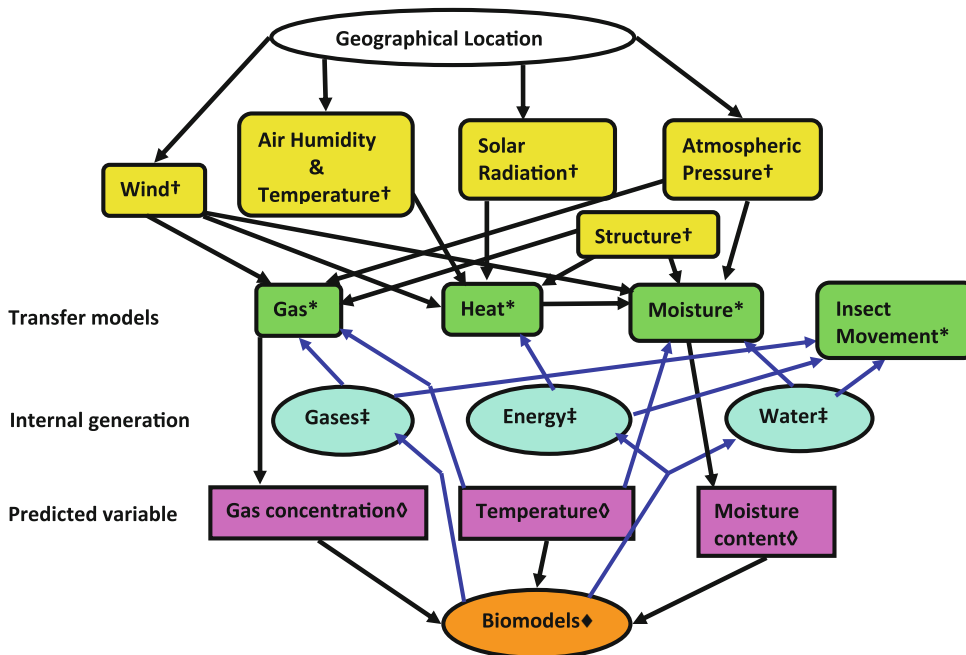 Geographical Location
Air Humidity
&
Temperature†
Solar
Radiation†
Atmospheric
Pressure†
Wind†
Structure†
Transfer models
Gas*
Heat*
Moisture*
Insect
Movement*
Internal generation
Gases‡
Energy‡
Water‡
Predicted variable
Gas concentration◊
Temperature◊
Moisture
content◊
Biomodels♦